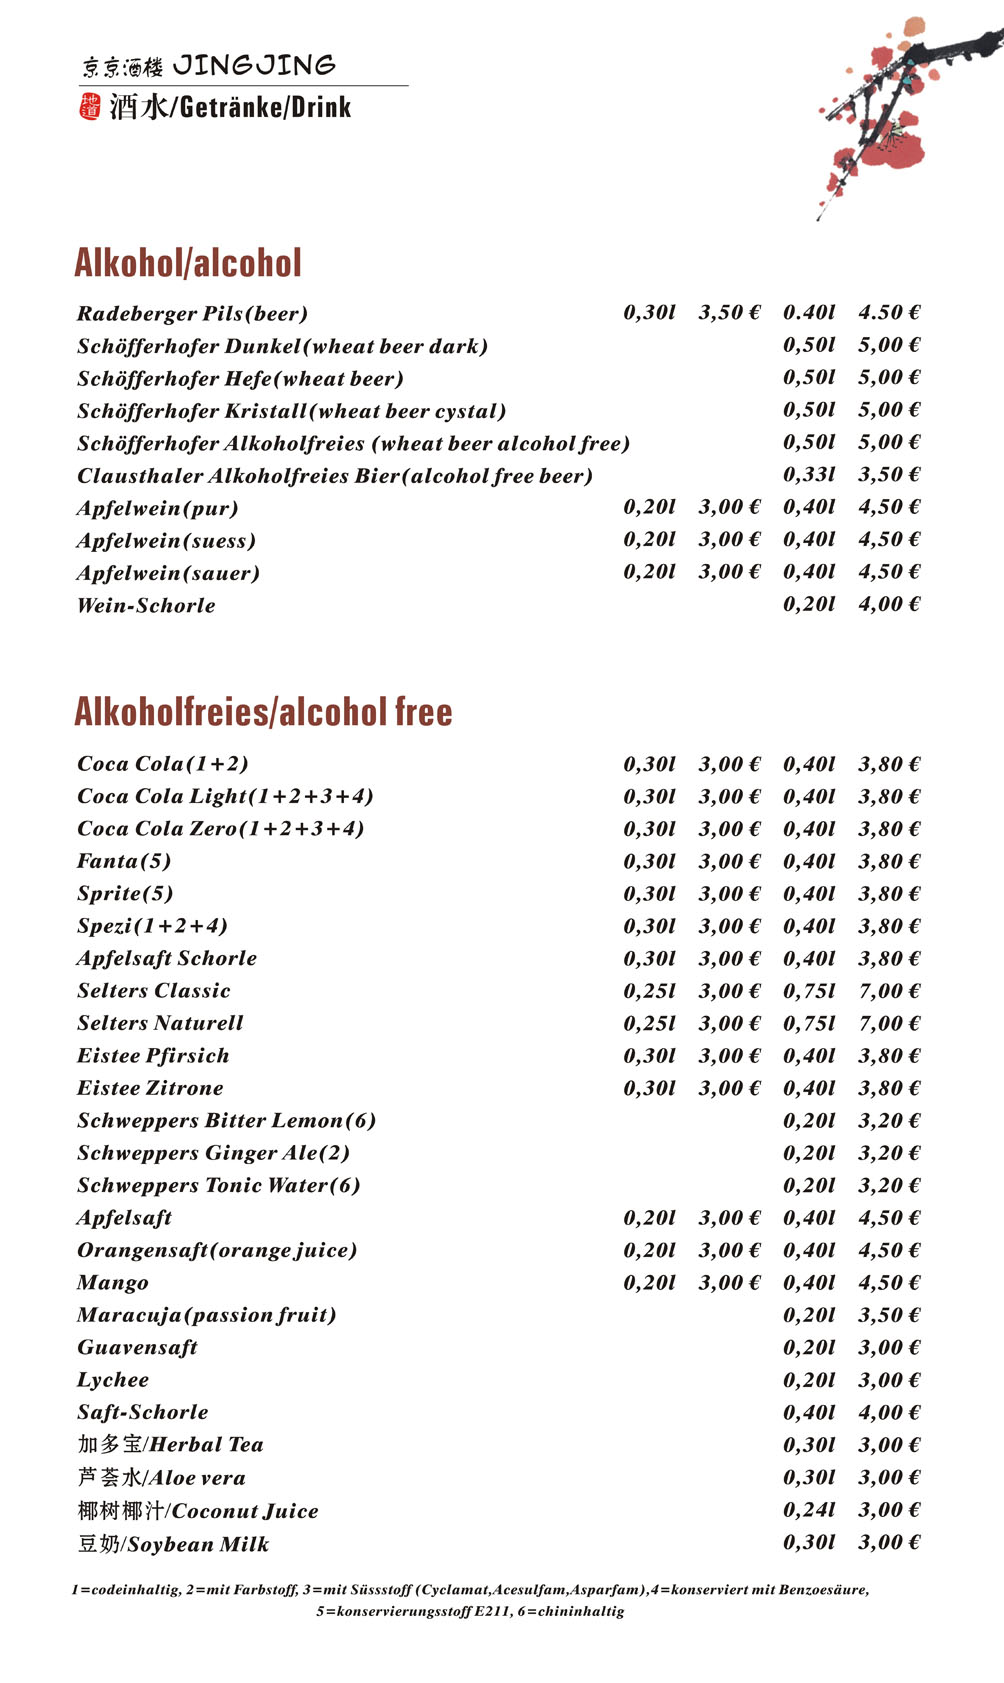 京京酒楼 JINGJING
地道 酒水/Getränke/Drink
Alkohol/alcohol
Radeberger Pils(beer) 0,30l 3,50 € 0.40l 4.50 €
Schöfferhofer Dunkel(wheat beer dark) 0,50l 5,00 €
Schöfferhofer Hefe(wheat beer) 0,50l 5,00 €
Schöfferhofer Kristall(wheat beer cystal) 0,50l 5,00 €
Schöfferhofer Alkoholfreies (wheat beer alcohol free) 0,50l 5,00 €
Clausthaler Alkoholfreies Bier(alcohol free beer) 0,33l 3,50 €
Apfelwein(pur) 0,20l 3,00 € 0,40l 4,50 €
Apfelwein(suess) 0,20l 3,00 € 0,40l 4,50 €
Apfelwein(sauer) 0,20l 3,00 € 0,40l 4,50 €
Wein-Schorle 0,20l 4,00 €
Alkoholfreies/alcohol free
Coca Cola(1+2) 0,30l 3,00 € 0,40l 3,80 €
Coca Cola Light(1+2+3+4) 0,30l 3,00 € 0,40l 3,80 €
Coca Cola Zero(1+2+3+4) 0,30l 3,00 € 0,40l 3,80 €
Fanta(5) 0,30l 3,00 € 0,40l 3,80 €
Sprite(5) 0,30l 3,00 € 0,40l 3,80 €
Spezi(1+2+4) 0,30l 3,00 € 0,40l 3,80 €
Apfelsaft Schorle 0,30l 3,00 € 0,40l 3,80 €
Selters Classic 0,25l 3,00 € 0,75l 7,00 €
Selters Naturell 0,25l 3,00 € 0,75l 7,00 €
Eistee Pfirsich 0,30l 3,00 € 0,40l 3,80 €
Eistee Zitrone 0,30l 3,00 € 0,40l 3,80 €
Schweppers Bitter Lemon(6) 0,20l 3,20 €
Schweppers Ginger Ale(2) 0,20l 3,20 €
Schweppers Tonic Water(6) 0,20l 3,20 €
Apfelsaft 0,20l 3,00 € 0,40l 4,50 €
Orangensaft(orange juice) 0,20l 3,00 € 0,40l 4,50 €
Mango 0,20l 3,00 € 0,40l 4,50 €
Maracuja(passion fruit) 0,20l 3,50 €
Guavensaft 0,20l 3,00 €
Lychee 0,20l 3,00 €
Saft-Schorle 0,40l 4,00 €
加多宝/Herbal Tea 0,30l 3,00 €
芦荟水/Aloe vera 0,30l 3,00 €
椰树椰汁/Coconut Juice 0,24l 3,00 €
豆奶/Soybean Milk 0,30l 3,00 €
1=codeinhaltig, 2=mit Farbstoff, 3=mit Süssstoff (Cyclamat,Acesulfam,Asparfam),4=konserviert mit Benzoesäure,
5=konservierungsstoff E211, 6=chininhaltig